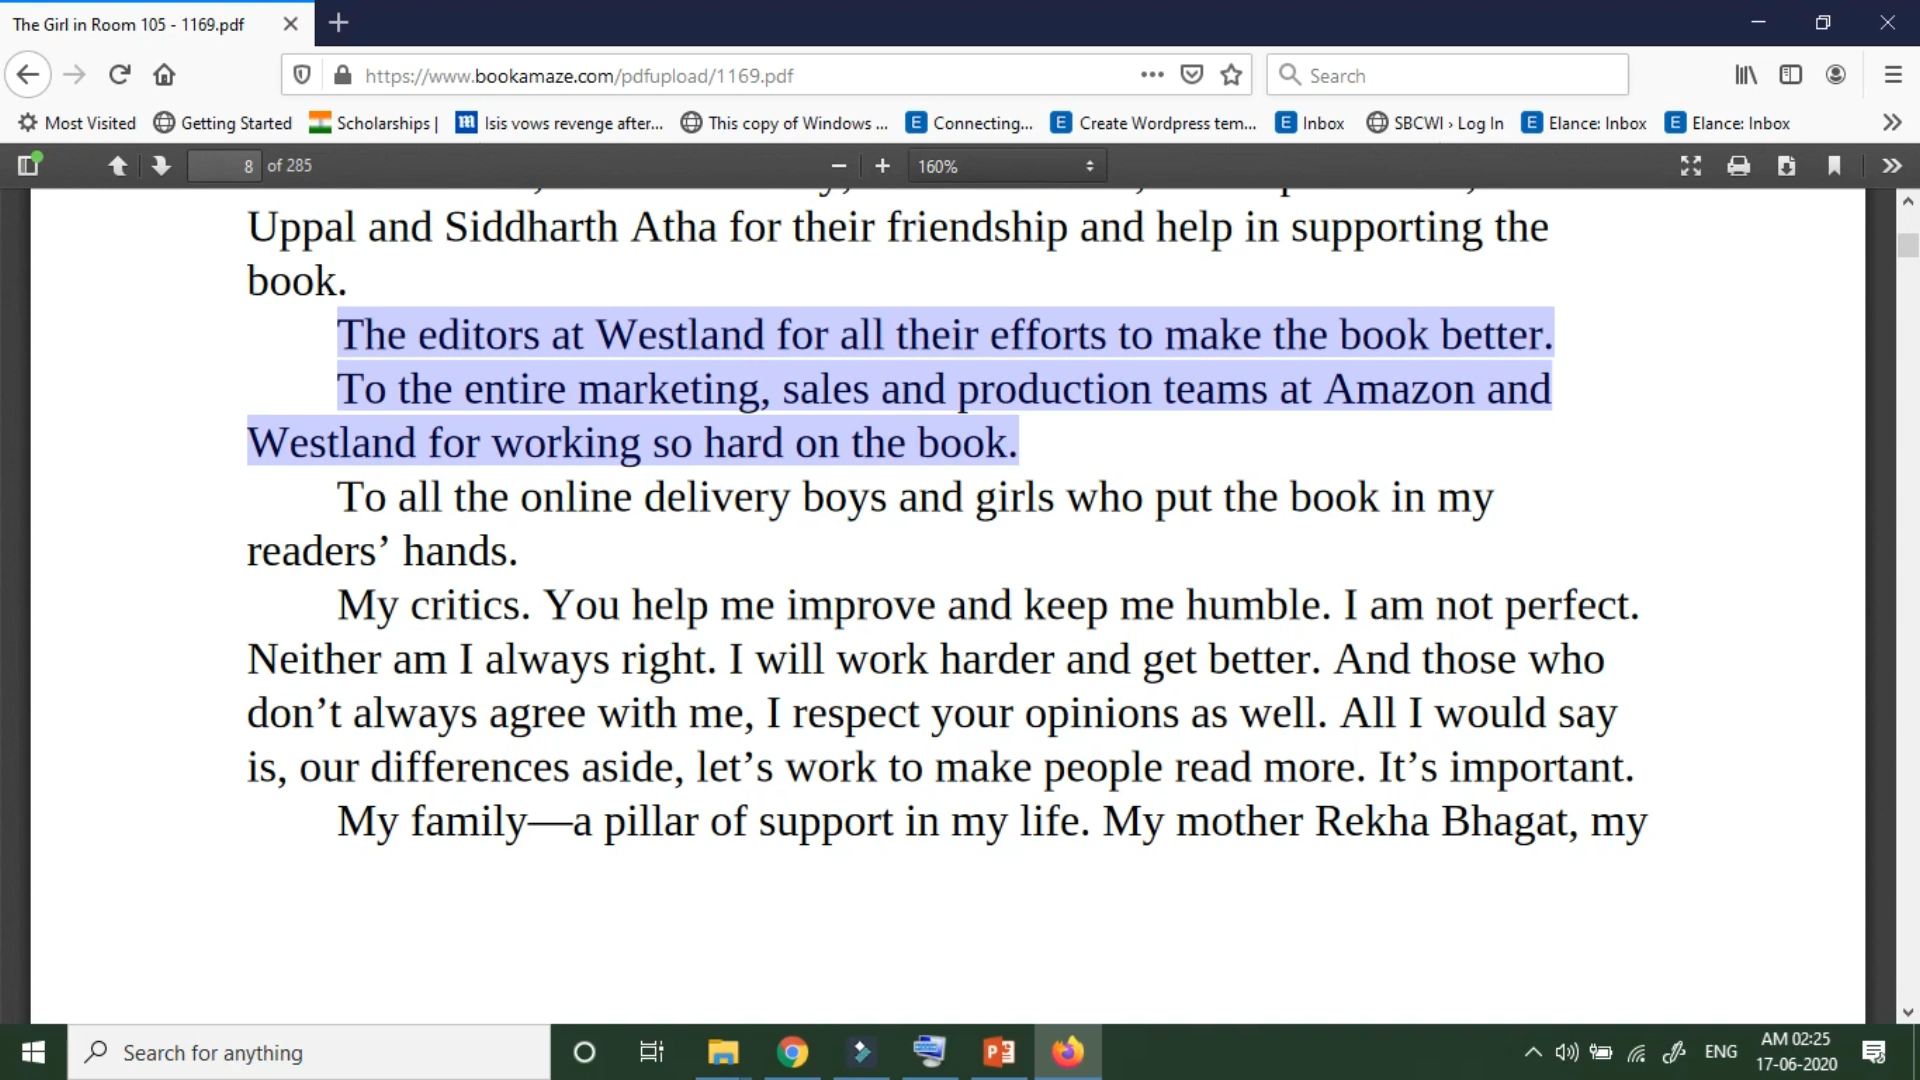 The Girl in Room 105 - 1169.pdf
https://www.bookamaze.com/pdfupload/1169.pdf
Search
Most Visited
Getting Started
Scholarships |
Isis vows revenge after...
This copy of Windows ...
Connecting...
Create Wordpress tem...
Inbox
SBCWI › Log In
Elance: Inbox
Elance: Inbox
8 of 285
160%
Uppal and Siddharth Atha for their friendship and help in supporting the
book.
The editors at Westland for all their efforts to make the book better.
To the entire marketing, sales and production teams at Amazon and
Westland for working so hard on the book.
To all the online delivery boys and girls who put the book in my
readers’ hands.
My critics. You help me improve and keep me humble. I am not perfect.
Neither am I always right. I will work harder and get better. And those who
don’t always agree with me, I respect your opinions as well. All I would say
is, our differences aside, let’s work to make people read more. It’s important.
My family—a pillar of support in my life. My mother Rekha Bhagat, my
Search for anything
ENG
AM 02:25
17-06-2020